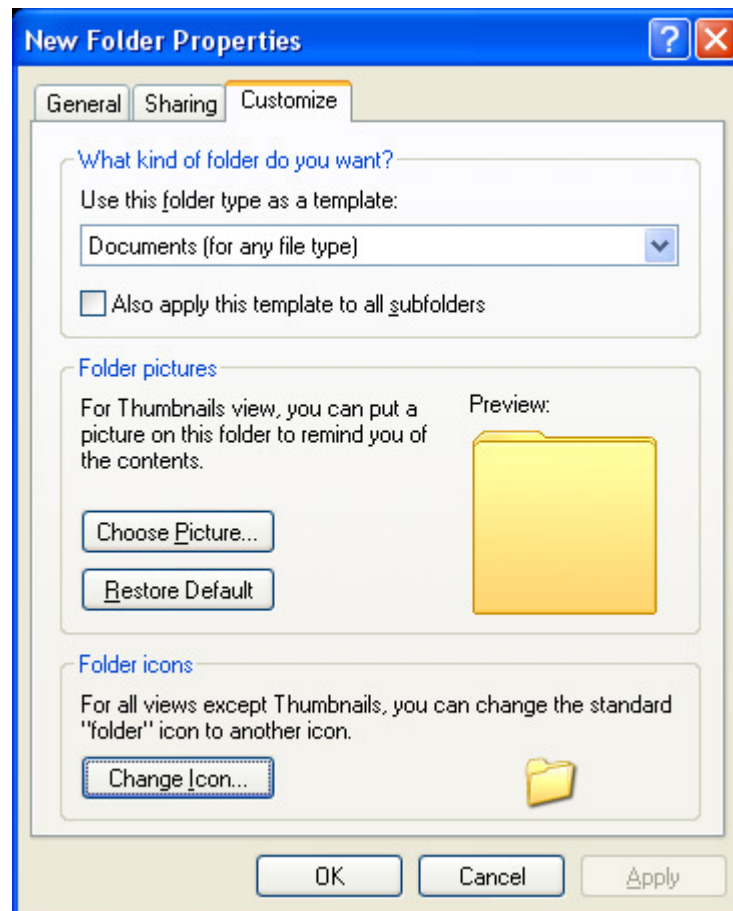 New Folder Properties
?
General Sharing Customize
What kind of folder do you want?
Use this folder type as a template:
Documents (for any file type)
Also apply this template to all subfolders
Folder pictures
For Thumbnails view, you can put a
picture on this folder to remind you of
the contents.
Preview:
Choose Picture...
Restore Default
Folder icons
For all views except Thumbnails, you can change the standard
"folder" icon to another icon.
Change Icon...
OK Cancel Apply